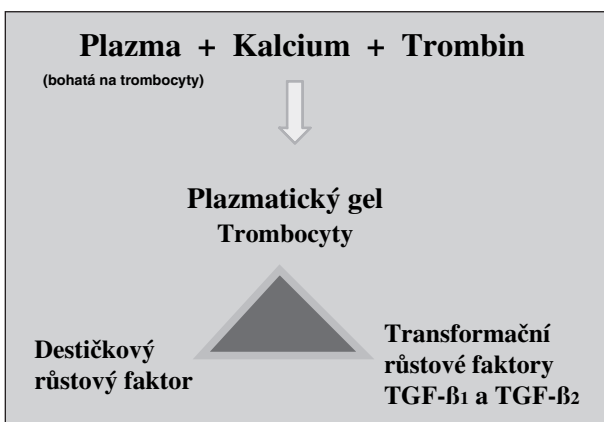 Plazma + Kalcium + Trombin
(bohatá na trombocyty)
Plazmatický gel
Trombocyty
Destičkový
růstový faktor
Transformační
růstové faktory
TGF-ß1 a TGF-ß2